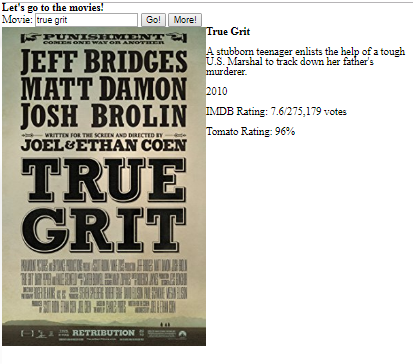 Let's go to the movies!
Movie: true grit Go! More!
PUNISHMENT
COMES ONE WAY OR ANOTHER
JEFF BRIDGES
MATT DAMON
JOSH BROLIN
WRITTEN FOR THE SCREEN AND DIRECTED BY
JOEL & ETHAN COEN
TRUE
GRIT
RETRIBUTION
True Grit
A stubborn teenager enlists the help of a tough
U.S. Marshal to track down her father's
murderer.
2010
IMDB Rating: 7.6/275,179 votes
Tomato Rating: 96%